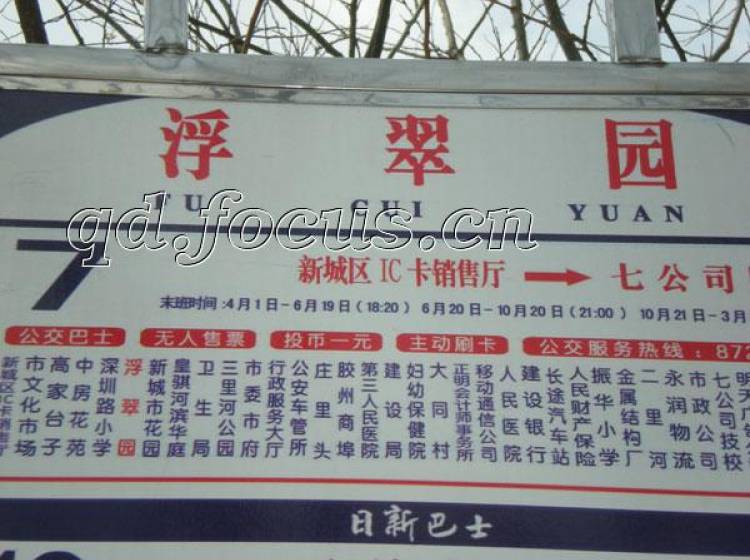 浮翠园
FU CUI YUAN
qd.focus.cn
7
新城区IC卡销售厅 → 七公司
末班时间:4月1日-6月19日(18:20) 6月20日-10月20日(21:00) 10月21日-3月
公交巴士 无人售票 投币一元 主动刷卡 公交服务热线:872
新城区IC卡销售厅
市文化市场
高家台子
中房花苑
深圳路小学
浮翠园
新城市花园
皇骐河滨华庭
卫生局
三里河公园
市委市府
行政服务大厅
公安车管所
庄里头
胶州商埠
第三人民医院
建设局
妇幼保健院
大同村
正明会计师事务所
移动通信公司
人民医院
建设银行
长途汽车站
人民财产保险
振华小学
金属结构厂
二里河
永润物流
市政公司
七公司技校
日新巴士